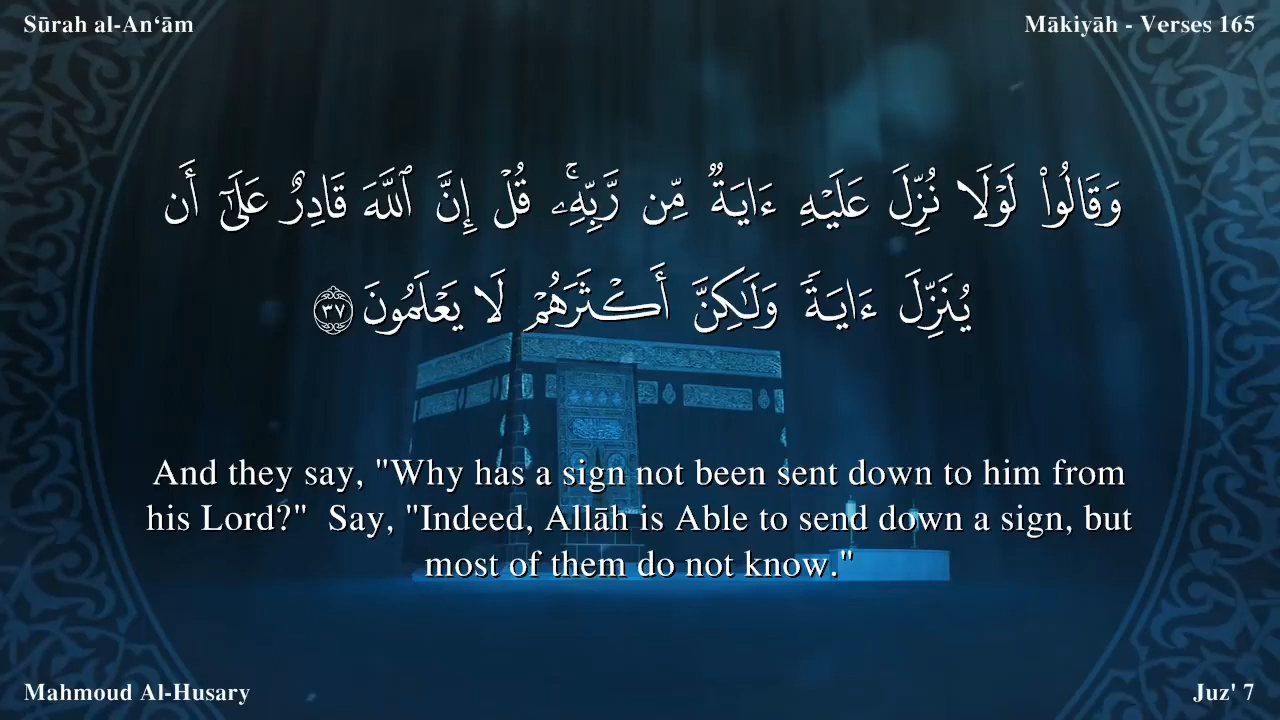 Sūrah al-An‘ām
Mākiyāh - Verses 165
وَقَالُوا۟ لَوْلَا نُزِّلَ عَلَيْهِ ءَايَةٌ مِّن رَّبِّهِۦ ۚ قُلْ إِنَّ ٱللَّهَ قَادِرٌ عَلَىٰٓ أَن
يُنَزِّلَ ءَايَةً وَلَـٰكِنَّ أَكْثَرَهُمْ لَا يَعْلَمُونَ ٣٧
And they say, "Why has a sign not been sent down to him from
his Lord?"  Say, "Indeed, Allāh is Able to send down a sign, but
most of them do not know."
Mahmoud Al-Husary
Juz' 7